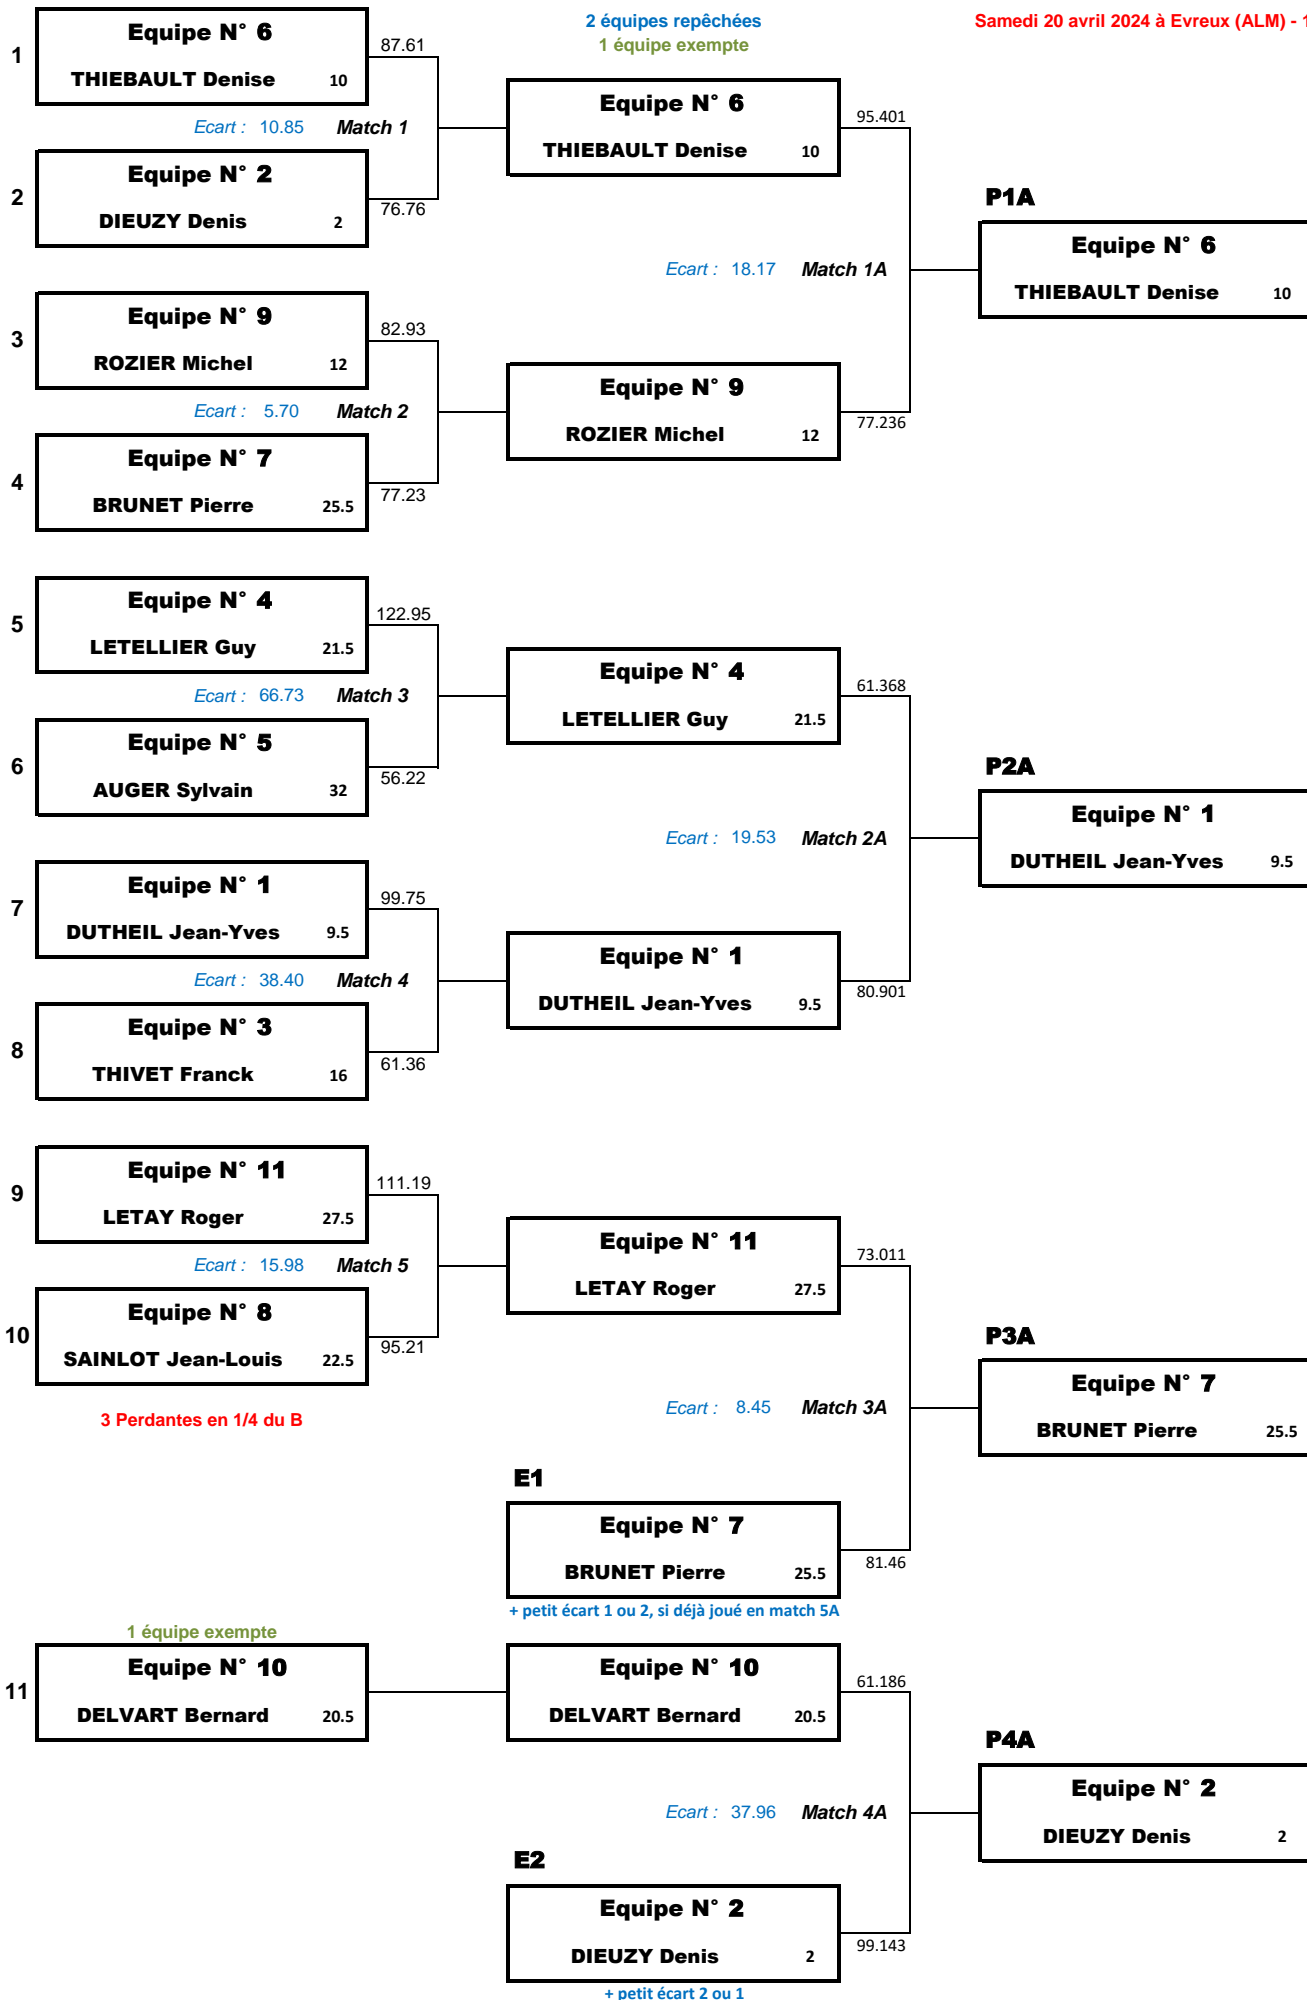 2 équipes repêchées
1 équipe exempte
Samedi 20 avril 2024 à Evreux (ALM) - 1
1
Equipe N° 6
THIEBAULT Denise 10
87.61
Ecart : 10.85 Match 1
2
Equipe N° 2
DIEUZY Denis 2
76.76
Equipe N° 6
THIEBAULT Denise 10
95.401
Ecart : 18.17 Match 1A
P1A
Equipe N° 6
THIEBAULT Denise 10
3
Equipe N° 9
ROZIER Michel 12
82.93
Ecart : 5.70 Match 2
4
Equipe N° 7
BRUNET Pierre 25.5
77.23
Equipe N° 9
ROZIER Michel 12
77.236
5
Equipe N° 4
LETELLIER Guy 21.5
122.95
Ecart : 66.73 Match 3
6
Equipe N° 5
AUGER Sylvain 32
56.22
Equipe N° 4
LETELLIER Guy 21.5
61.368
Ecart : 19.53 Match 2A
P2A
Equipe N° 1
DUTHEIL Jean-Yves 9.5
7
Equipe N° 1
DUTHEIL Jean-Yves 9.5
99.75
Ecart : 38.40 Match 4
8
Equipe N° 3
THIVET Franck 16
61.36
Equipe N° 1
DUTHEIL Jean-Yves 9.5
80.901
9
Equipe N° 11
LETAY Roger 27.5
111.19
Ecart : 15.98 Match 5
10
Equipe N° 8
SAINLOT Jean-Louis 22.5
95.21
3 Perdantes en 1/4 du B
Equipe N° 11
LETAY Roger 27.5
73.011
Ecart : 8.45 Match 3A
P3A
Equipe N° 7
BRUNET Pierre 25.5
E1
Equipe N° 7
BRUNET Pierre 25.5
81.46
+ petit écart 1 ou 2, si déjà joué en match 5A
1 équipe exempte
11
Equipe N° 10
DELVART Bernard 20.5
Equipe N° 10
DELVART Bernard 20.5
61.186
Ecart : 37.96 Match 4A
P4A
Equipe N° 2
DIEUZY Denis 2
E2
Equipe N° 2
DIEUZY Denis 2
99.143
+ petit écart 2 ou 1